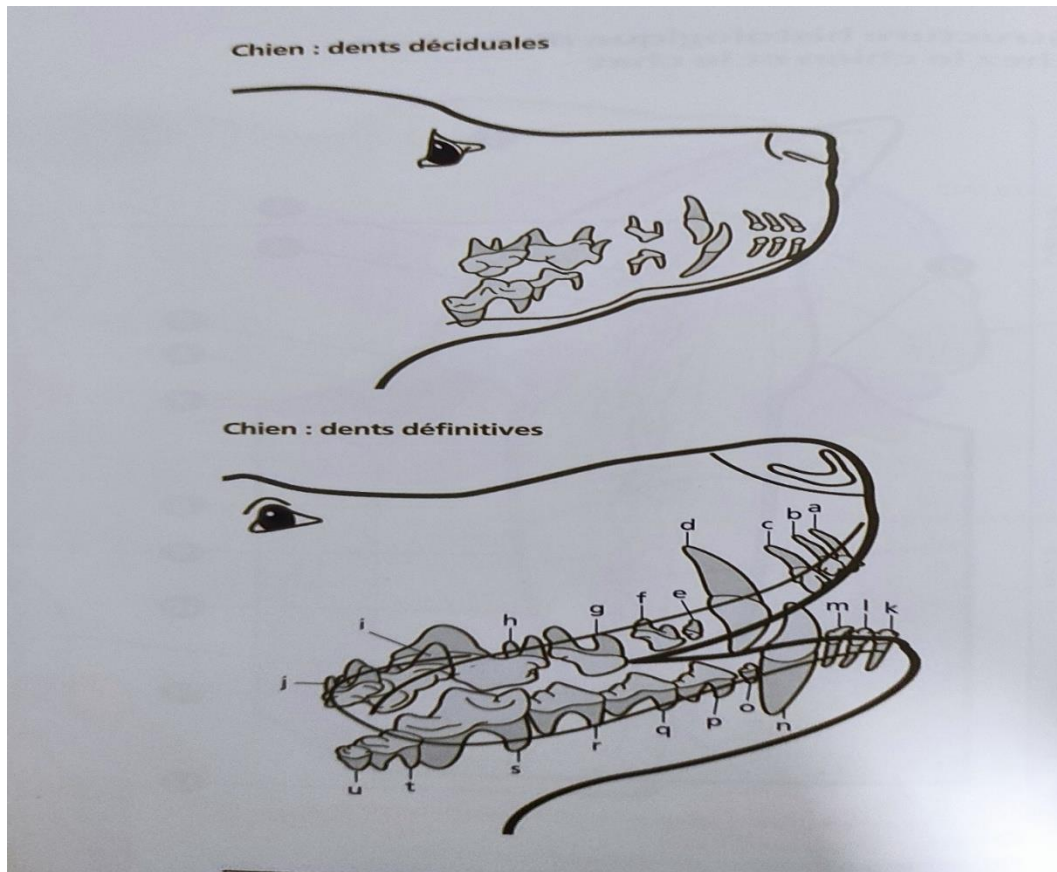 Chien : dents déciduales
Chien : dents définitives
a
b
c
d
e
f
g
h
i
j
k
l
m
n
o
p
q
r
s
t
u